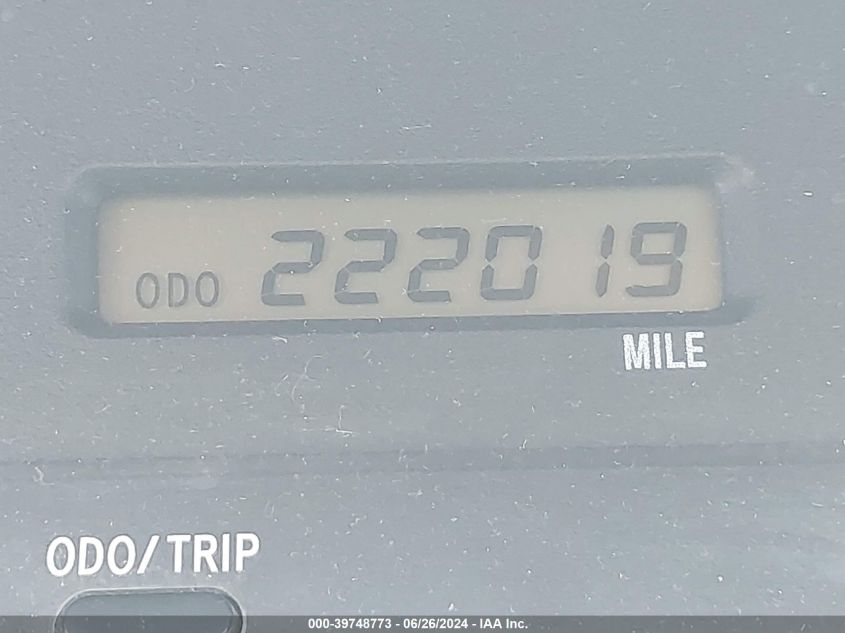 ODO 222019
MILE
ODO/TRIP
000-39748773 - 06/26/2024 - IAA Inc.